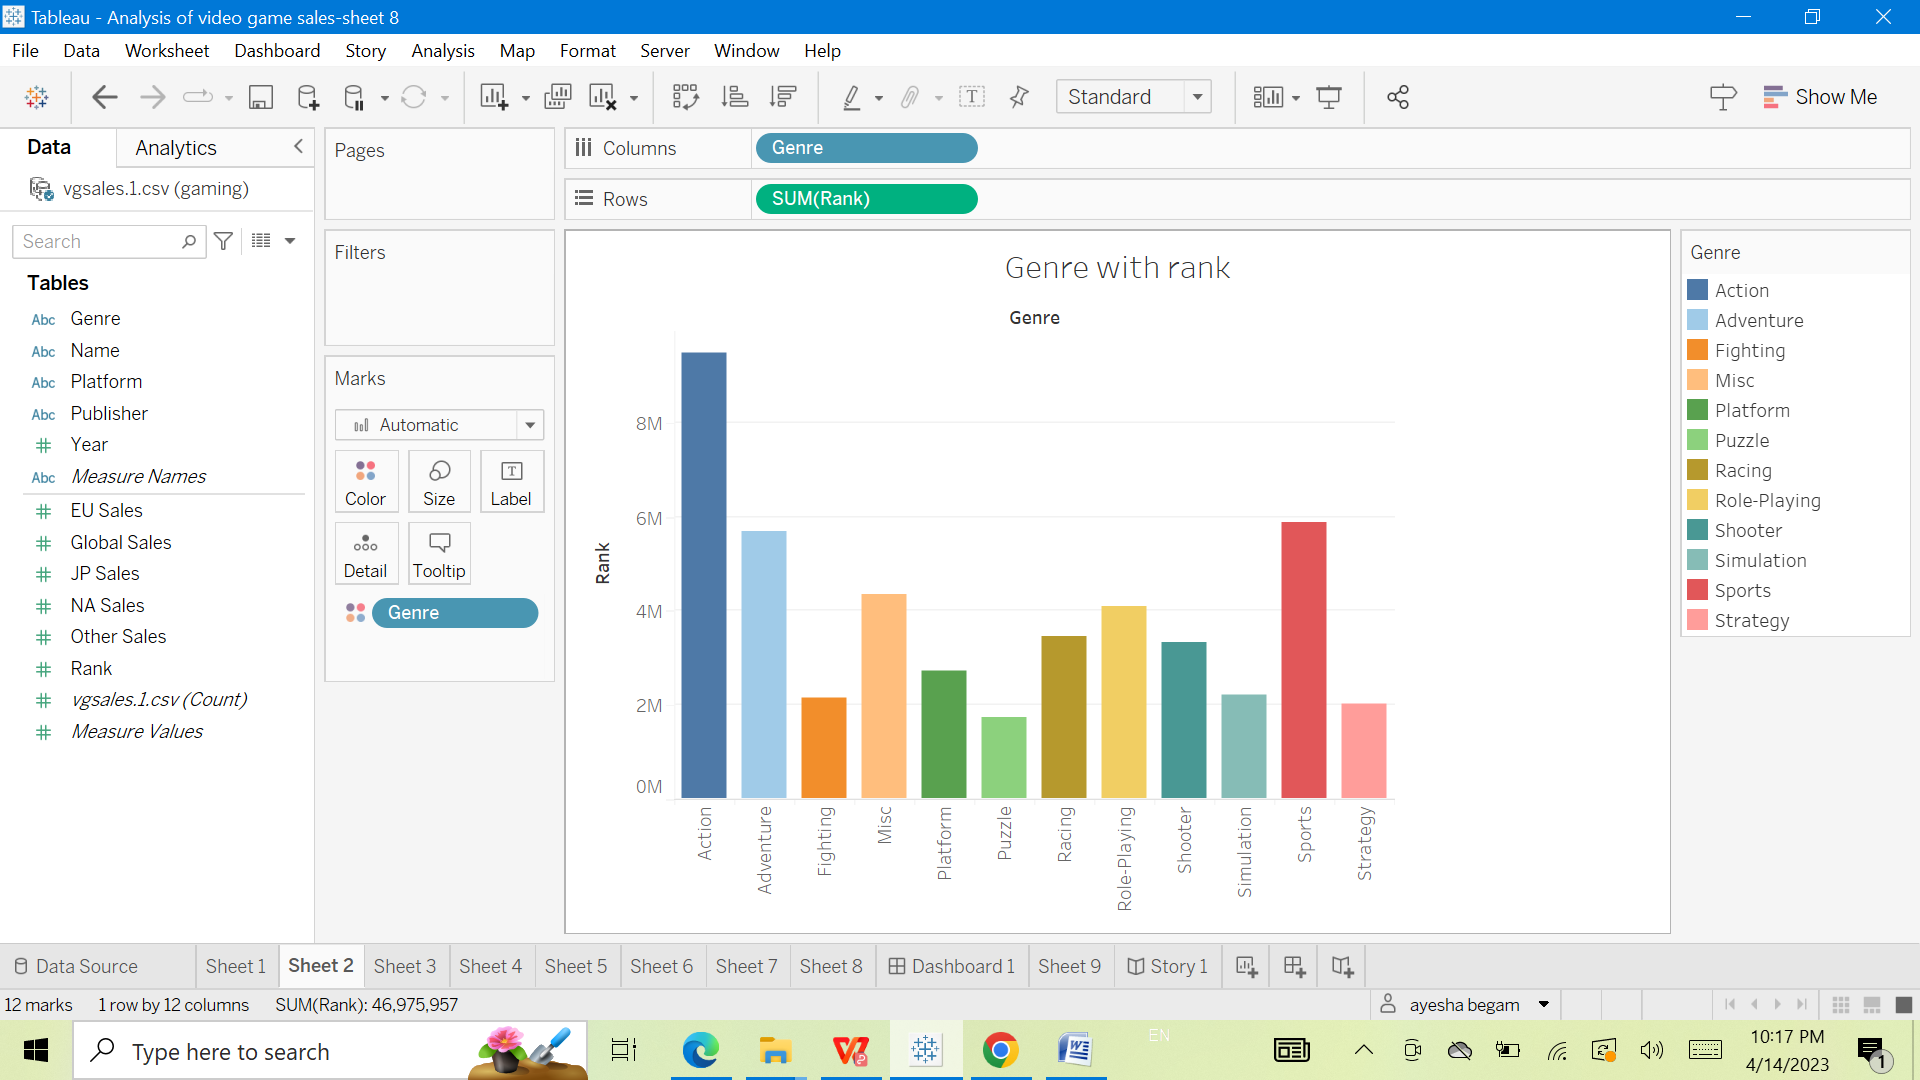 Tableau - Analysis of video game sales-sheet 8
File Data Worksheet Dashboard Story Analysis Map Format Server Window Help
Standard
Show Me
Data
Analytics
vgsales.1.csv (gaming)
Search
Tables
Abc Genre
Abc Name
Abc Platform
Abc Publisher
# Year
Abc Measure Names
# EU Sales
# Global Sales
# JP Sales
# NA Sales
# Other Sales
# Rank
# vgsales.1.csv (Count)
# Measure Values
Pages
Filters
Marks
Automatic
Color Size Label
Detail Tooltip
Genre
Columns Genre
Rows SUM(Rank)
Genre with rank
Genre
Rank
8M
6M
4M
2M
0M
Action
Adventure
Fighting
Misc
Platform
Puzzle
Racing
Role-Playing
Shooter
Simulation
Sports
Strategy
Genre
Action
Adventure
Fighting
Misc
Platform
Puzzle
Racing
Role-Playing
Shooter
Simulation
Sports
Strategy
Data Source Sheet 1 Sheet 2 Sheet 3 Sheet 4 Sheet 5 Sheet 6 Sheet 7 Sheet 8 Dashboard 1 Sheet 9 Story 1
12 marks 1 row by 12 columns SUM(Rank): 46,975,957
ayesha begam
Type here to search
EN
10:17 PM
4/14/2023
1